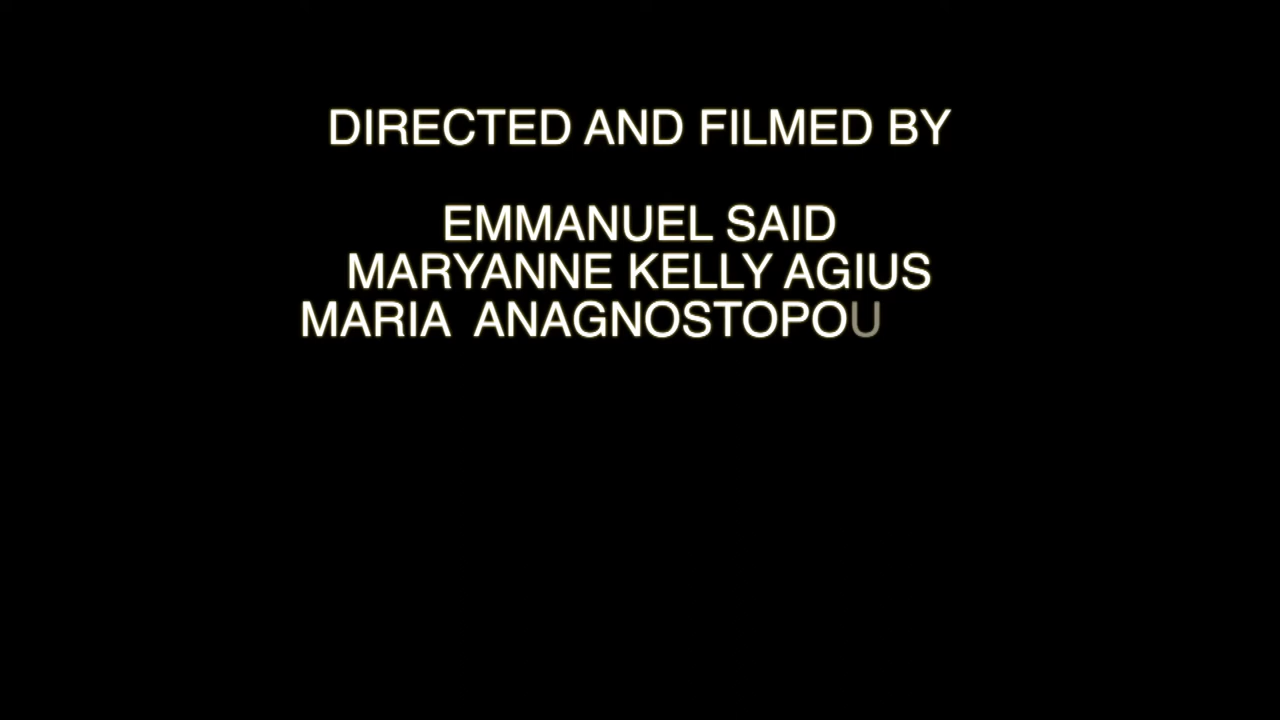 DIRECTED AND FILMED BY
EMMANUEL SAID
MARYANNE KELLY AGIUS
MARIA  ANAGNOSTOPOU